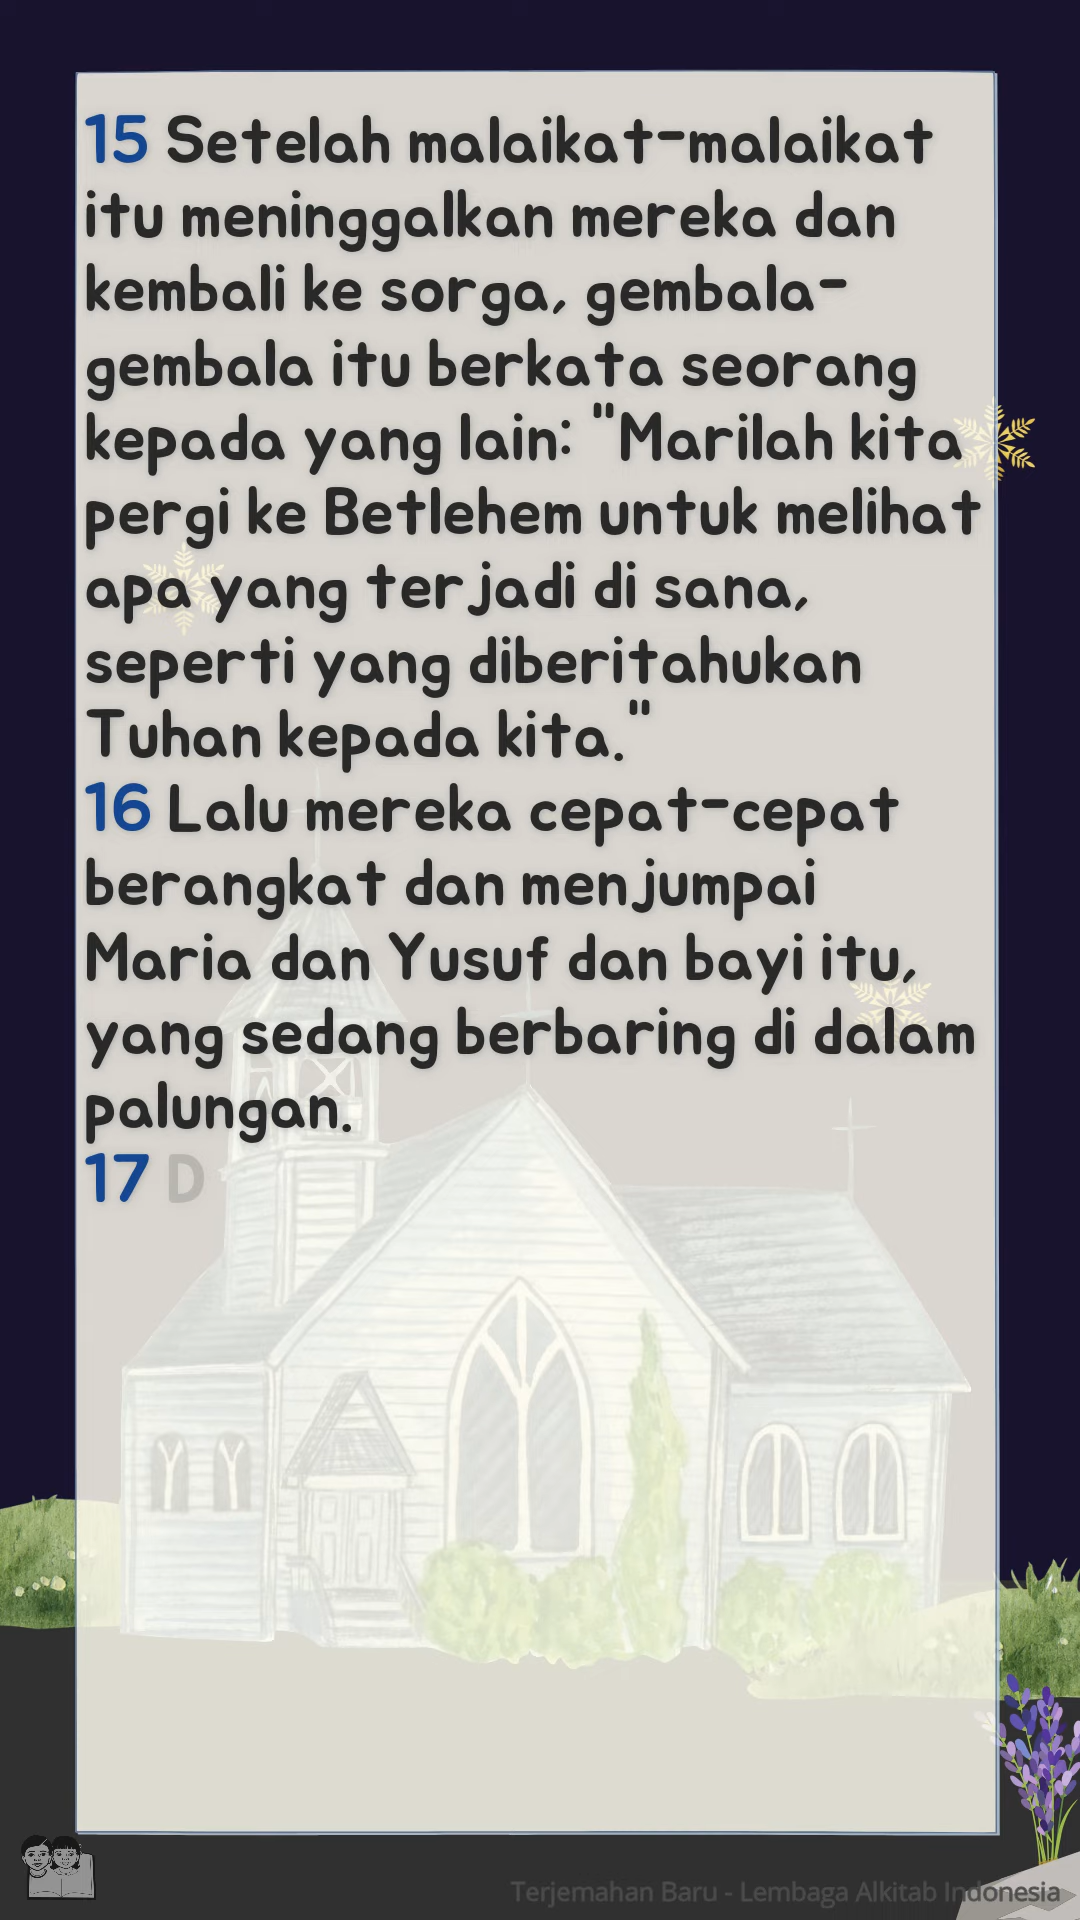 15 Setelah malaikat-malaikat
itu meninggalkan mereka dan
kembali ke sorga, gembala-
gembala itu berkata seorang
kepada yang lain: "Marilah kita
pergi ke Betlehem untuk melihat
apa yang terjadi di sana,
seperti yang diberitahukan
Tuhan kepada kita."
16 Lalu mereka cepat-cepat
berangkat dan menjumpai
Maria dan Yusuf dan bayi itu,
yang sedang berbaring di dalam
palungan.
17 D
Terjemahan Baru - Lembaga Alkitab Indonesia